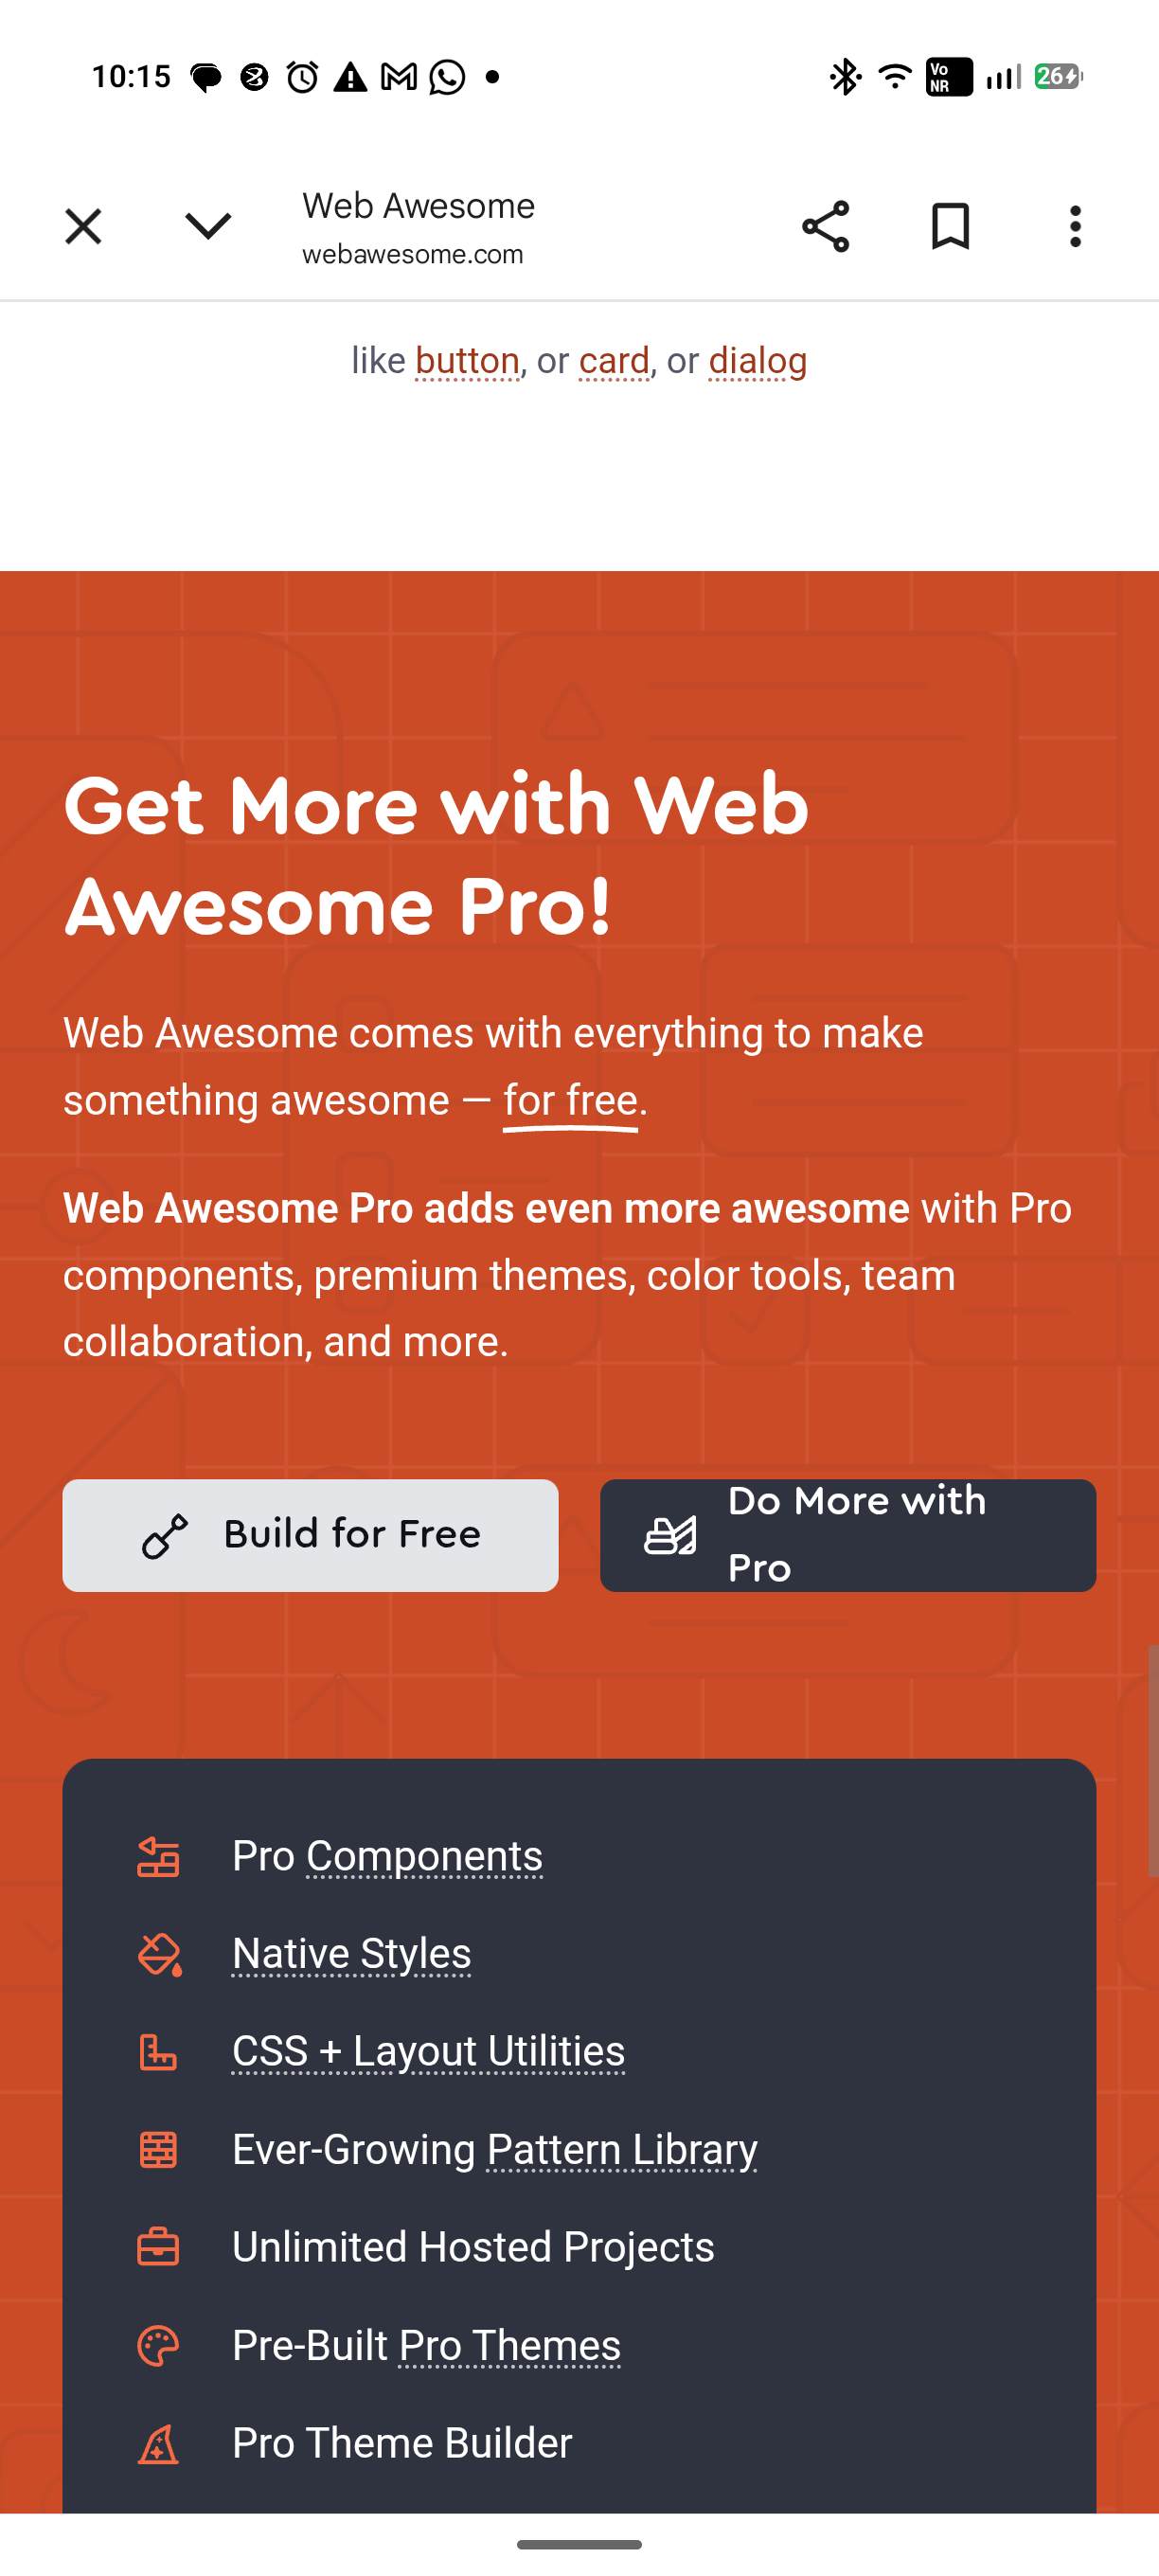 10:15
Vo
NR
26
Web Awesome
webawesome.com
like button, or card, or dialog
Get More with Web
Awesome Pro!
Web Awesome comes with everything to make
something awesome — for free.
Web Awesome Pro adds even more awesome with Pro
components, premium themes, color tools, team
collaboration, and more.
Build for Free
Do More with
Pro
Pro Components
Native Styles
CSS + Layout Utilities
Ever-Growing Pattern Library
Unlimited Hosted Projects
Pre-Built Pro Themes
Pro Theme Builder